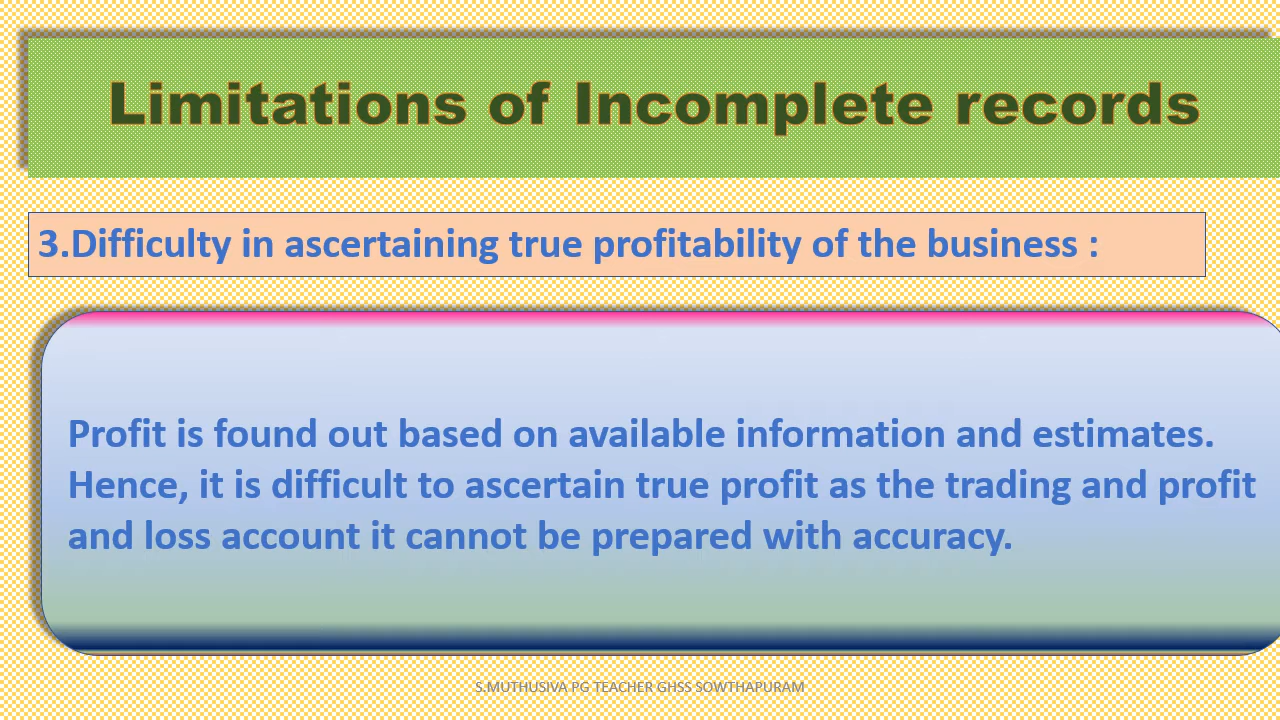 Limitations of Incomplete records
3.Difficulty in ascertaining true profitability of the business :
Profit is found out based on available information and estimates.
Hence, it is difficult to ascertain true profit as the trading and profit
and loss account it cannot be prepared with accuracy.
S.MUTHUSIVA PG TEACHER GHSS SOWTHAPURAM